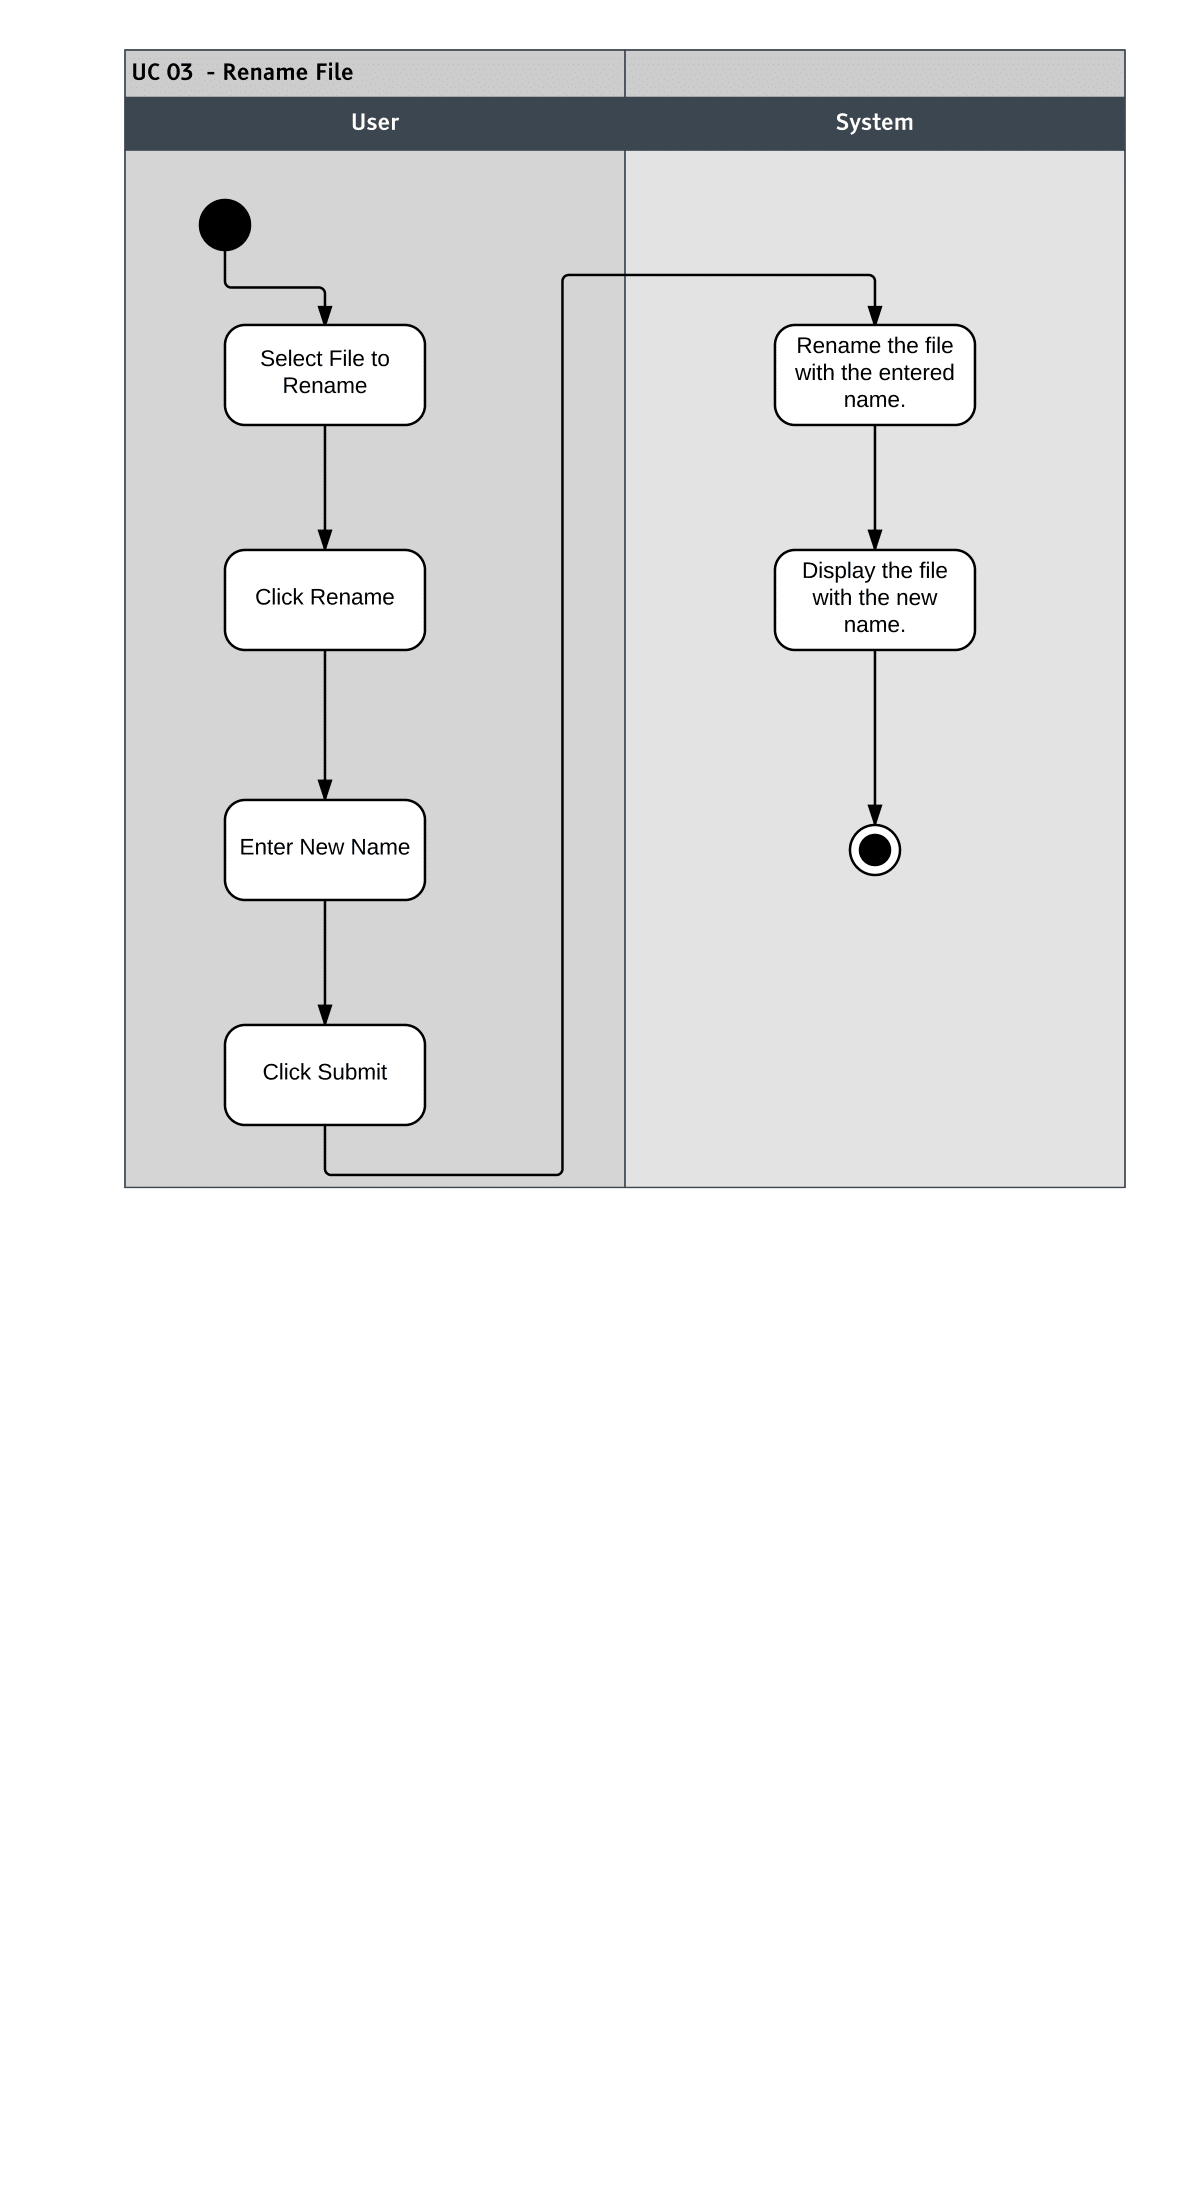 UC 03 - Rename File
User
System
Select File to
Rename
Click Rename
Enter New Name
Click Submit
Rename the file
with the entered
name.
Display the file
with the new
name.